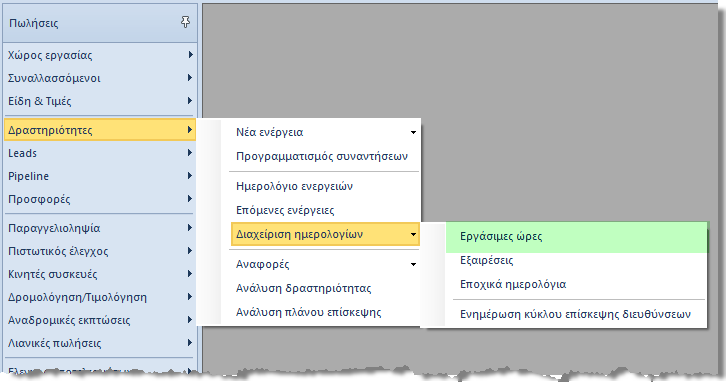 Πωλήσεις
Χώρος εργασίας
Συναλλασσόμενοι
Είδη & Τιμές
Δραστηριότητες
Leads
Pipeline
Προσφορές
Παραγγελιοληψία
Πιστωτικός έλεγχος
Κινητές συσκευές
Δρομολόγηση/Τιμολόγηση
Αναδρομικές εκπτώσεις
Λιανικές πωλήσεις
Νέα ενέργεια
Προγραμματισμός συναντήσεων
Ημερολόγιο ενεργειών
Επόμενες ενέργειες
Διαχείριση ημερολογίων
Αναφορές
Ανάλυση δραστηριότητας
Ανάλυση πλάνου επίσκεψης
Εργάσιμες ώρες
Εξαιρέσεις
Εποχικά ημερολόγια
Ενημέρωση κύκλου επίσκεψης διευθύνσεων